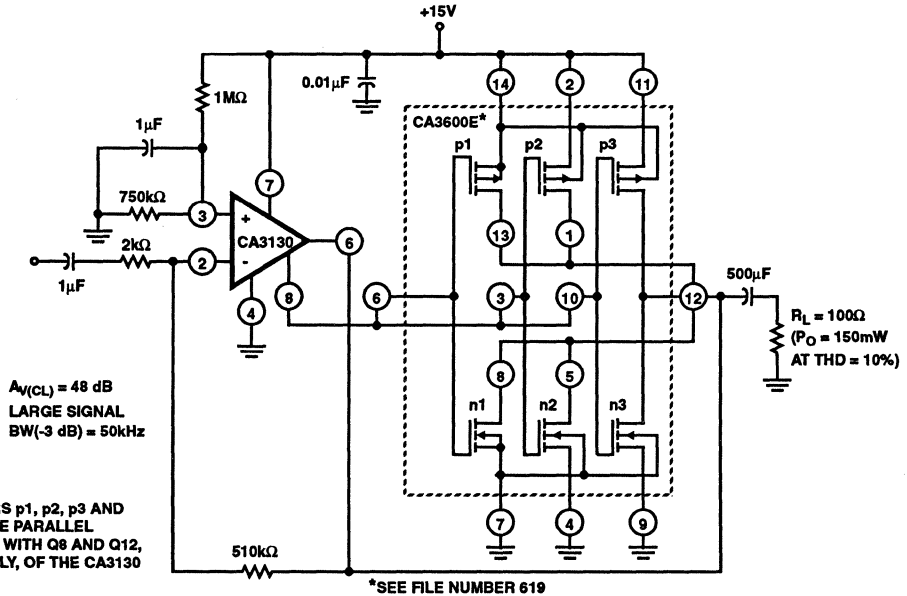 +15V
0.01µF
1MΩ
14
2
11
CA3600E*
1µF
p1
p2
p3
7
750kΩ
3
+
CA3130
6
13
1
2kΩ
2
-
1µF
8
6
3
10
12
500µF
4
RL = 100Ω
(PO = 150mW
AT THD = 10%)
8
5
AV(CL) = 48 dB
LARGE SIGNAL
BW(-3 dB) = 50kHz
n1
n2
n3
S p1, p2, p3 AND
E PARALLEL
WITH Q8 AND Q12,
LY, OF THE CA3130
7
4
9
510kΩ
*SEE FILE NUMBER 619